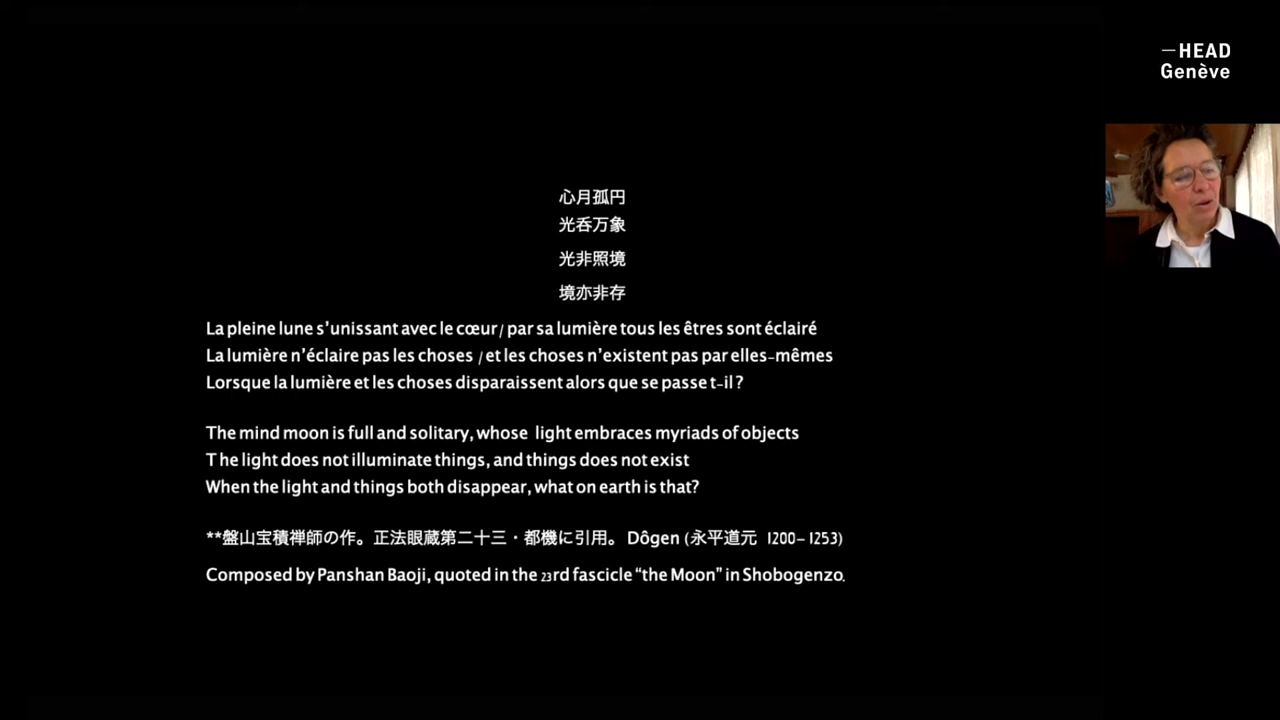 —HEAD
Genève
心月孤円
光呑万象
光非照境
境亦非存
La pleine lune s’unissant avec le cœur / par sa lumière tous les êtres sont éclairé
La lumière n’éclaire pas les choses / et les choses n’existent pas par elles-mêmes
Lorsque la lumière et les choses disparaissent alors que se passe t-il ?
The mind moon is full and solitary, whose light embraces myriads of objects
T he light does not illuminate things, and things does not exist
When the light and things both disappear, what on earth is that?
**盤山宝積禅師の作。正法眼蔵第二十三・都機に引用。 Dôgen (永平道元 1200– 1253)
Composed by Panshan Baoji, quoted in the 23rd fascicle “the Moon” in Shobogenzo.